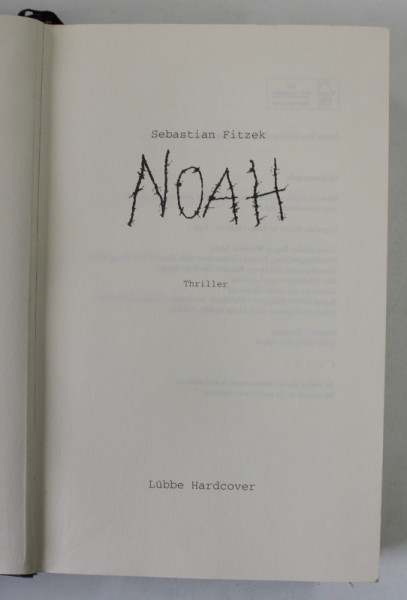 Sebastian Fitzek
NOAH
Thriller
Lübbe Hardcover